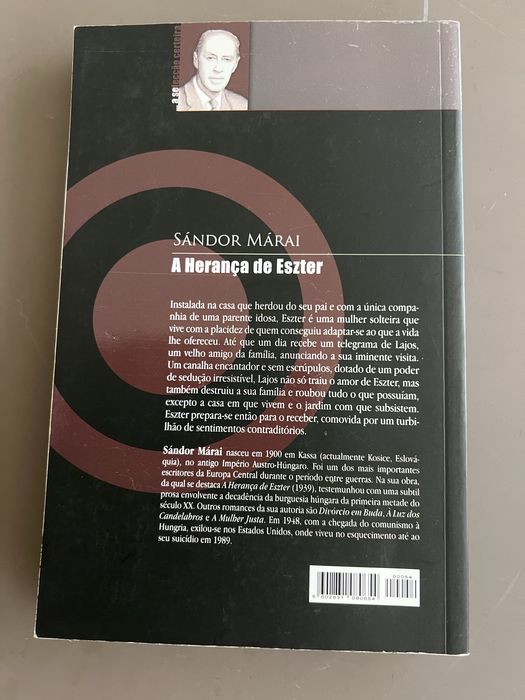 a selecção certeira
SÁNDOR MÁRAI
A Herança de Eszter
Instalada na casa que herdou do seu pai e com a única compa-
nhia de uma parente idosa, Eszter é uma mulher solteira que
vive com a placidez de quem conseguiu adaptar-se ao que a vida
lhe ofereceu. Até que um dia recebe um telegrama de Lajos,
um velho amigo da família, anunciando a sua iminente visita.
Um canalha encantador e sem escrúpulos, dotado de um poder
de sedução irresistível, Lajos não só traiu o amor de Eszter, mas
também destruiu a sua família e roubou tudo o que possuíam,
excepto a casa em que vivem e o jardim com que subsistem.
Eszter prepara-se então para o receber, comovida por um turbi-
lhão de sentimentos contraditórios.
Sándor Márai nasceu em 1900 em Kassa (actualmente Kosice, Eslová-
quia), no antigo Império Austro-Húngaro. Foi um dos mais importantes
escritores da Europa Central durante o período entre guerras. Na sua obra,
da qual se destaca A Herança de Eszter (1939), testemunhou com uma subtil
prosa envolvente a decadência da burguesia húngara da primeira metade do
século XX. Outros romances da sua autoria são Divórcio em Buda, À Luz dos
Candelabros e A Mulher Justa. Em 1948, com a chegada do comunismo à
Hungria, exilou-se nos Estados Unidos, onde viveu no esquecimento até ao
seu suicídio em 1989.
00084
5602831080884